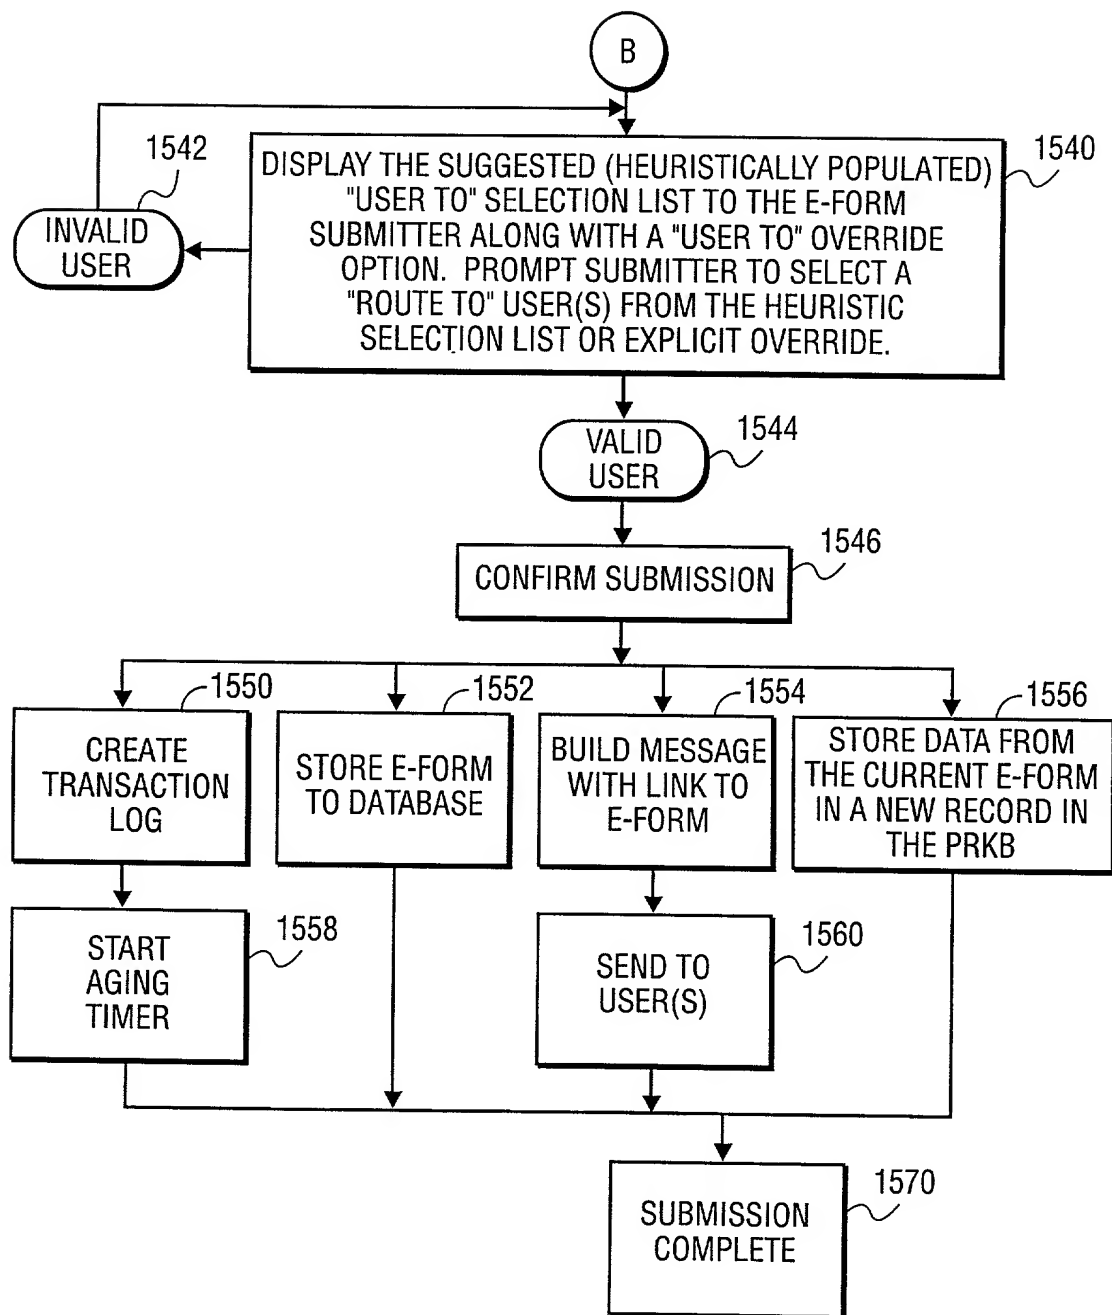 B
1542
INVALID
USER
1540
DISPLAY THE SUGGESTED (HEURISTICALLY POPULATED)
"USER TO" SELECTION LIST TO THE E-FORM
SUBMITTER ALONG WITH A "USER TO" OVERRIDE
OPTION. PROMPT SUBMITTER TO SELECT A
"ROUTE TO" USER(S) FROM THE HEURISTIC
SELECTION LIST OR EXPLICIT OVERRIDE.
1544
VALID
USER
1546
CONFIRM SUBMISSION
1550
CREATE
TRANSACTION
LOG
1552
STORE E-FORM
TO DATABASE
1554
BUILD MESSAGE
WITH LINK TO
E-FORM
1556
STORE DATA FROM
THE CURRENT E-FORM
IN A NEW RECORD IN
THE PRKB
1558
START
AGING
TIMER
1560
SEND TO
USER(S)
1570
SUBMISSION
COMPLETE